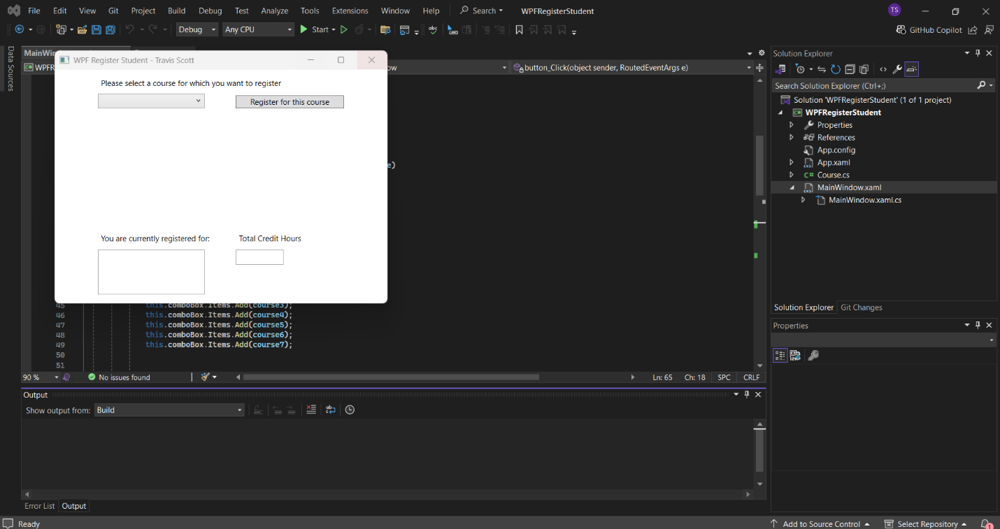 File Edit View Git Project Build Debug Test Analyze Tools Extensions Window Help Search WPFRegisterStudent TS
Debug Any CPU Start GitHub Copilot
Data Sources
MainWin
WPFR
ow button_Click(object sender, RoutedEventArgs e)
WPF Register Student - Travis Scott
Please select a course for which you want to register
Register for this course
e)
You are currently registered for:
Total Credit Hours
45 this.comboBox.Items.Add(course3);
46 this.comboBox.Items.Add(course4);
47 this.comboBox.Items.Add(course5);
48 this.comboBox.Items.Add(course6);
49 this.comboBox.Items.Add(course7);
50
51
90 % No issues found Ln: 65 Ch: 18 SPC CRLF
Output
Show output from: Build
Error List Output
Solution Explorer
Search Solution Explorer (Ctrl+;)
Solution 'WPFRegisterStudent' (1 of 1 project)
WPFRegisterStudent
Properties
References
App.config
App.xaml
C# Course.cs
MainWindow.xaml
MainWindow.xaml.cs
Solution Explorer Git Changes
Properties
Ready Add to Source Control Select Repository 1